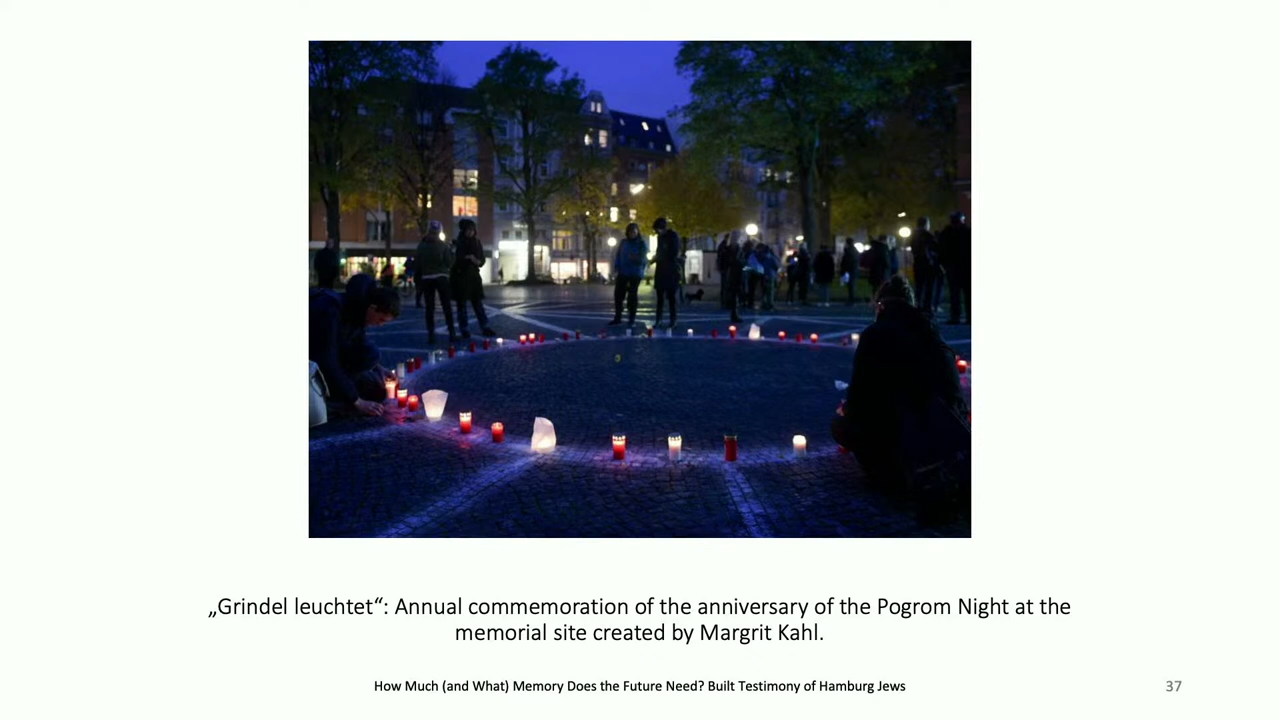 „Grindel leuchtet“: Annual commemoration of the anniversary of the Pogrom Night at the
memorial site created by Margrit Kahl.
How Much (and What) Memory Does the Future Need? Built Testimony of Hamburg Jews
37